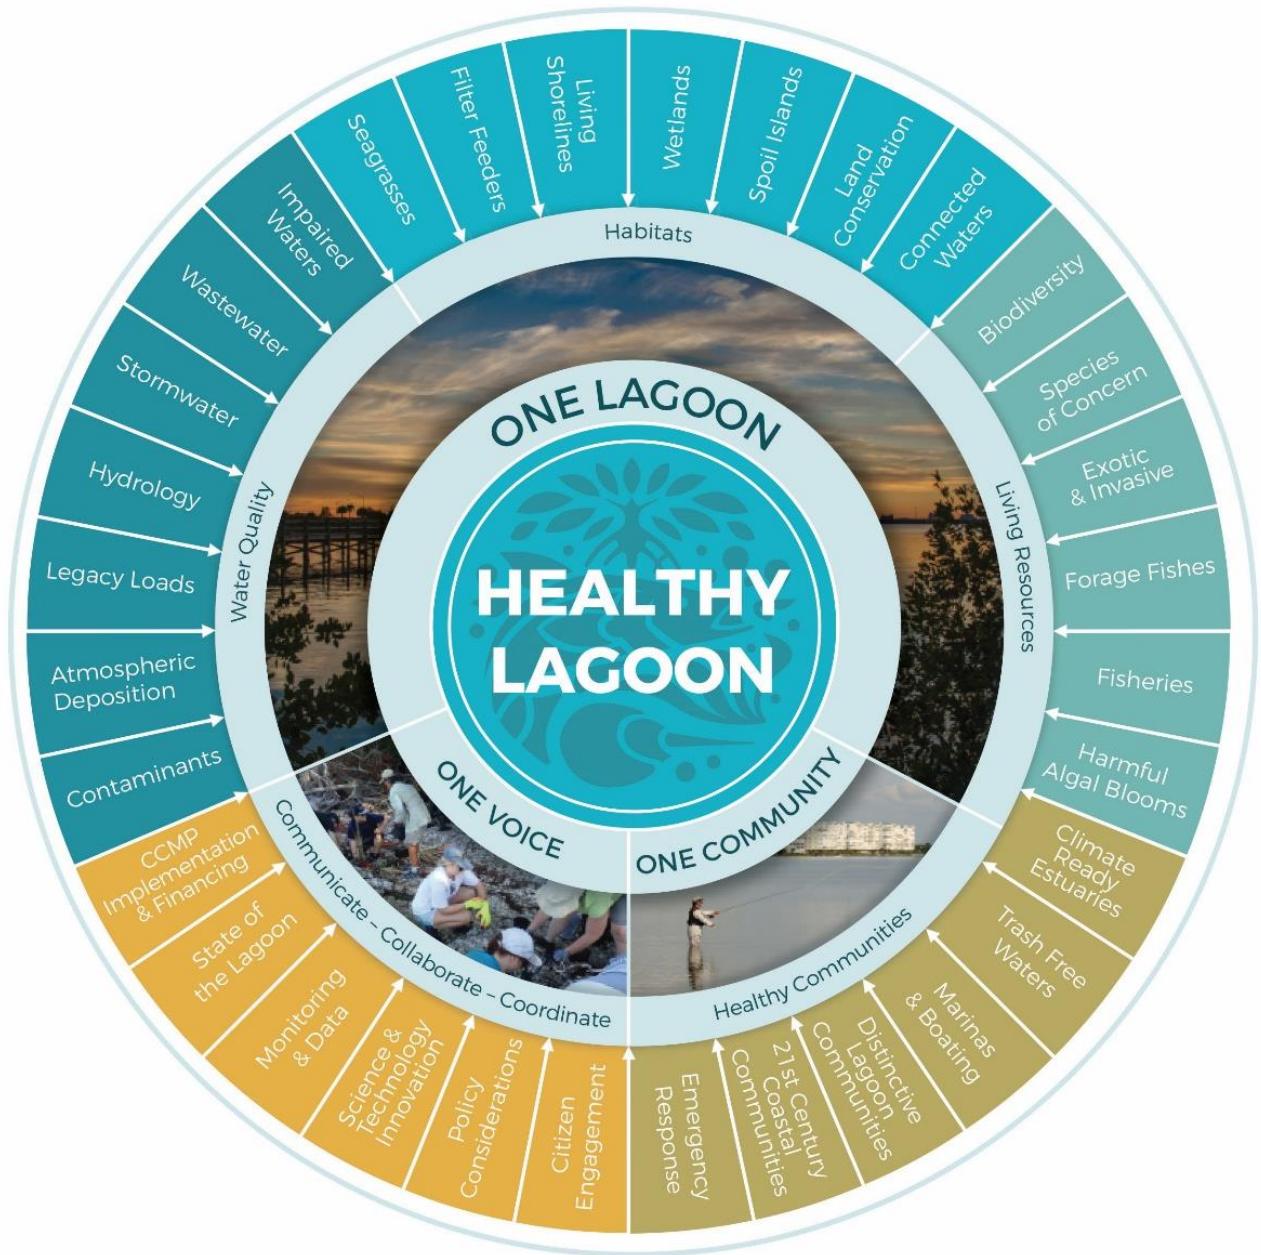 Seagrasses
Filter Feeders
Living
Shorelines
Wetlands
Spoil Islands
Land
Conservation
Connected
Waters
Habitats
Biodiversity
Species
of Concern
Exotic
& Invasive
Forage Fishes
Fisheries
Harmful
Algal Blooms
Living Resources
Climate
Ready
Estuaries
Trash Free
Waters
Marinas
& Boating
Distinctive
Lagoon
Communities
21st Century
Coastal
Communities
Emergency
Response
Healthy Communities
Citizen
Engagement
Policy
Considerations
Science &
Technology
Innovation
Monitoring
& Data
State of
the Lagoon
CCMP
Implementation
& Financing
Communicate – Collaborate – Coordinate
Contaminants
Atmospheric
Deposition
Legacy Loads
Hydrology
Stormwater
Wastewater
Impaired
Waters
Water Quality
ONE LAGOON
ONE COMMUNITY
ONE VOICE
HEALTHY
LAGOON